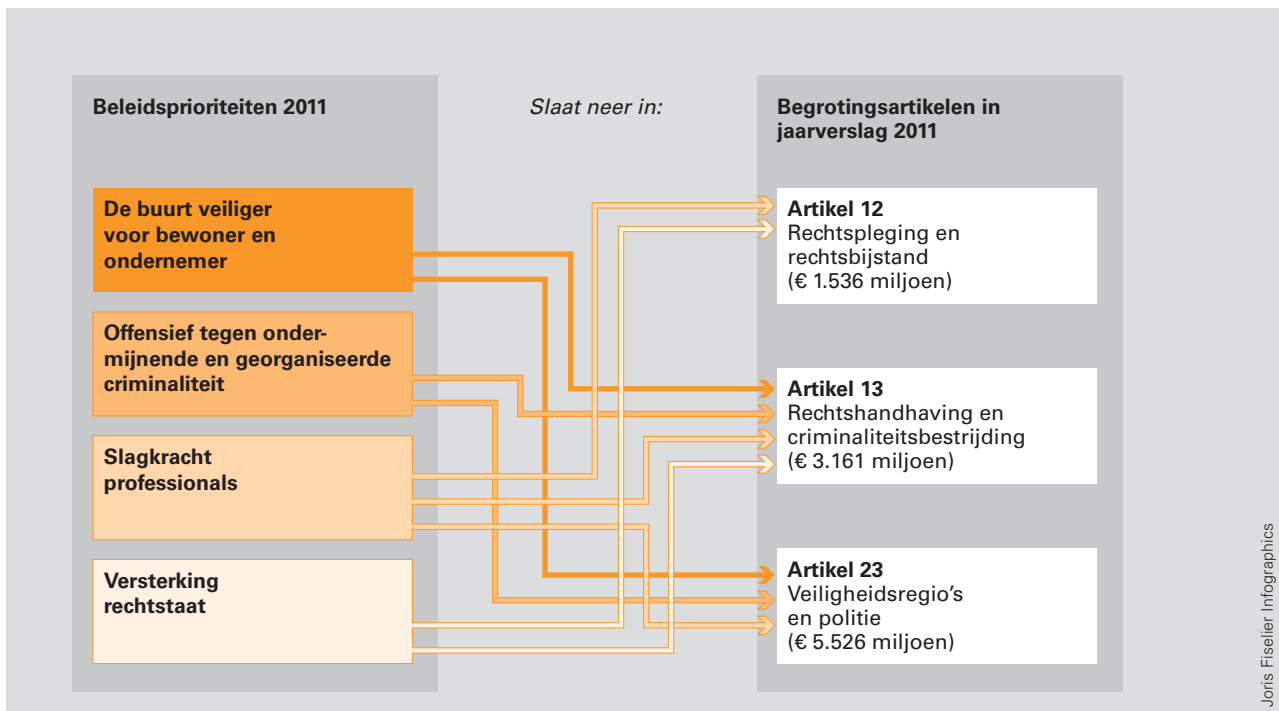 Beleidsprioriteiten 2011
Slaat neer in:
Begrotingsartikelen in
jaarverslag 2011
De buurt veiliger
voor bewoner en
ondernemer
Offensief tegen onder-
mijnende en georganiseerde
criminaliteit
Slagkracht
professionals
Versterking
rechtstaat
Artikel 12
Rechtspleging en
rechtsbijstand
(€ 1.536 miljoen)
Artikel 13
Rechtshandhaving en
criminaliteitsbestrijding
(€ 3.161 miljoen)
Artikel 23
Veiligheidsregio’s
en politie
(€ 5.526 miljoen)
Joris Fiselier Infographics